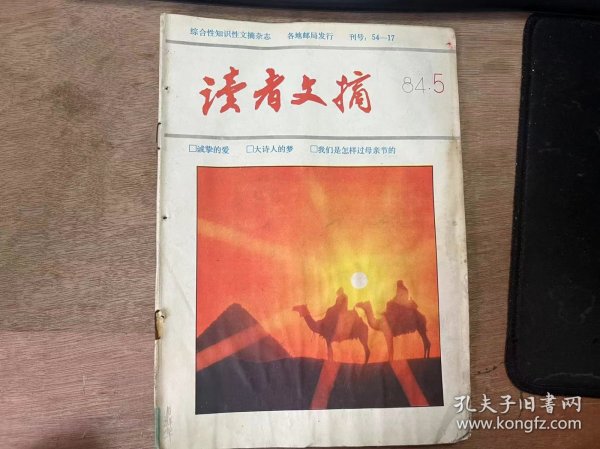 综合性知识性文摘杂志 各地邮局发行 刊号：54—17
读者文摘 84.5
□诚挚的爱 □大诗人的梦 □我们是怎样过母亲节的
孔夫子旧书网
www.kongfz.com